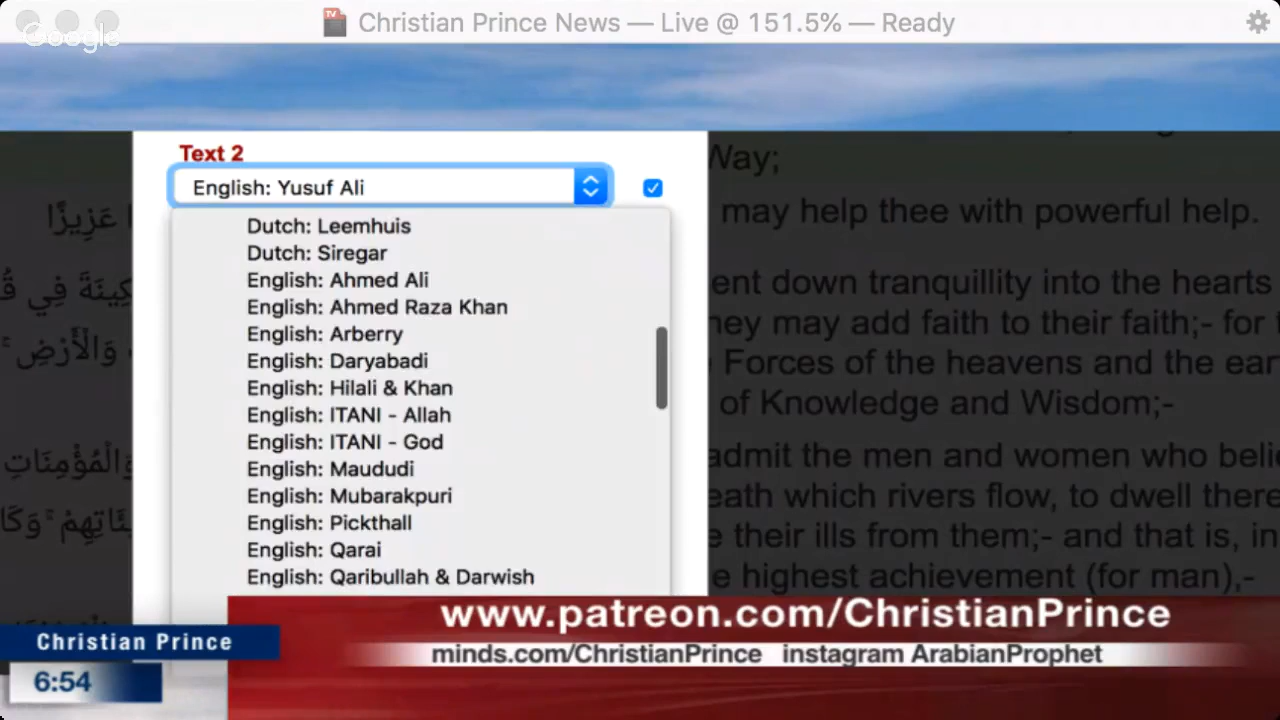 Christian Prince News — Live @ 151.5% — Ready
Google
Text 2
English: Yusuf Ali
Dutch: Leemhuis
Dutch: Siregar
English: Ahmed Ali
English: Ahmed Raza Khan
English: Arberry
English: Daryabadi
English: Hilali & Khan
English: ITANI - Allah
English: ITANI - God
English: Maududi
English: Mubarakpuri
English: Pickthall
English: Qarai
English: Qaribullah & Darwish
Way;
عَزِيزًا
may help thee with powerful help.
فِي
ent down tranquillity into the hearts
hey may add faith to their faith;- for
وَالْأَرْضِ ۚ
Forces of the heavens and the ear
of Knowledge and Wisdom;-
وَالْمُؤْمِنَاتِ
admit the men and women who beli
eath which rivers flow, to dwell there
e their ills from them;- and that is, in
e highest achievement (for man),-
www.patreon.com/ChristianPrince
Christian Prince
minds.com/ChristianPrince instagram ArabianProphet
6:54